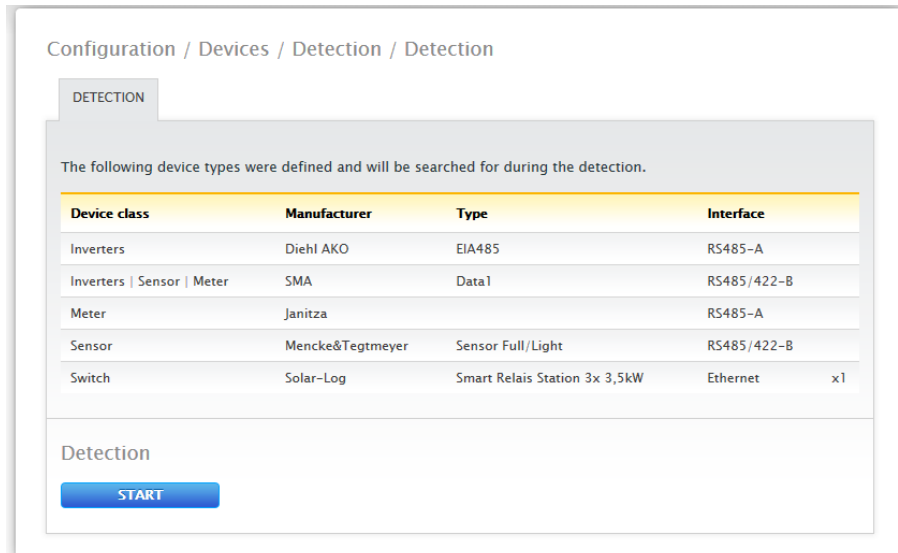 Configuration / Devices / Detection / Detection
DETECTION
The following device types were defined and will be searched for during the detection.
Device class Manufacturer Type Interface
Inverters Diehl AKO EIA485 RS485-A
Inverters | Sensor | Meter SMA Data1 RS485/422-B
Meter Janitza RS485-A
Sensor Mencke&Tegtmeyer Sensor Full/Light RS485/422-B
Switch Solar-Log Smart Relais Station 3x 3,5kW Ethernet x1
Detection
START